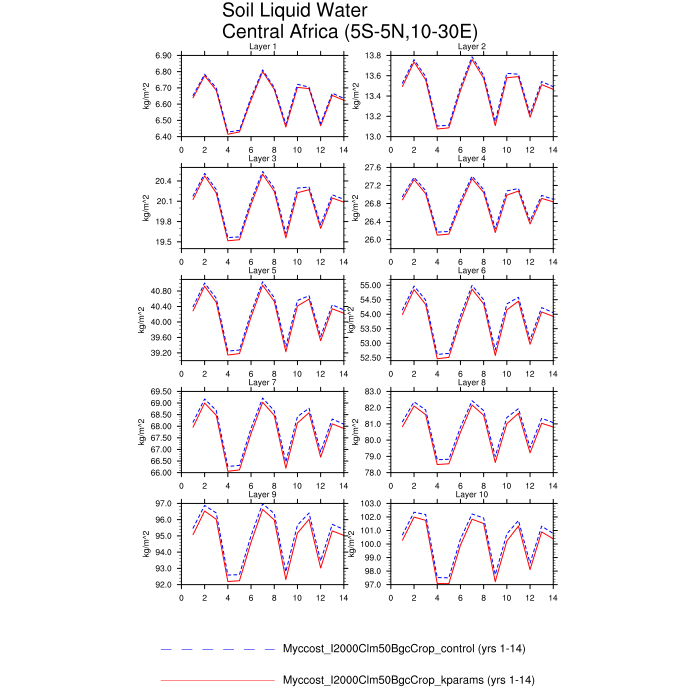 Soil Liquid Water
Central Africa (5S-5N,10-30E)
Layer 1
Layer 2
6.90
6.80
6.70
6.60
6.50
6.40
kg/m^2
0 2 4 6 8 10 12 14
13.8
13.6
13.4
13.2
13.0
kg/m^2
0 2 4 6 8 10 12 14
Layer 3
Layer 4
20.4
20.1
19.8
19.5
kg/m^2
0 2 4 6 8 10 12 14
27.6
27.2
26.8
26.4
26.0
kg/m^2
0 2 4 6 8 10 12 14
Layer 5
Layer 6
40.80
40.40
40.00
39.60
39.20
kg/m^2
0 2 4 6 8 10 12 14
55.00
54.50
54.00
53.50
53.00
52.50
kg/m^2
0 2 4 6 8 10 12 14
Layer 7
Layer 8
69.50
69.00
68.50
68.00
67.50
67.00
66.50
66.00
kg/m^2
0 2 4 6 8 10 12 14
83.0
82.0
81.0
80.0
79.0
78.0
kg/m^2
0 2 4 6 8 10 12 14
Layer 9
Layer 10
97.0
96.0
95.0
94.0
93.0
92.0
kg/m^2
0 2 4 6 8 10 12 14
103.0
102.0
101.0
100.0
99.0
98.0
97.0
kg/m^2
0 2 4 6 8 10 12 14
Myccost_I2000Clm50BgcCrop_control (yrs 1-14)
Myccost_I2000Clm50BgcCrop_kparams (yrs 1-14)